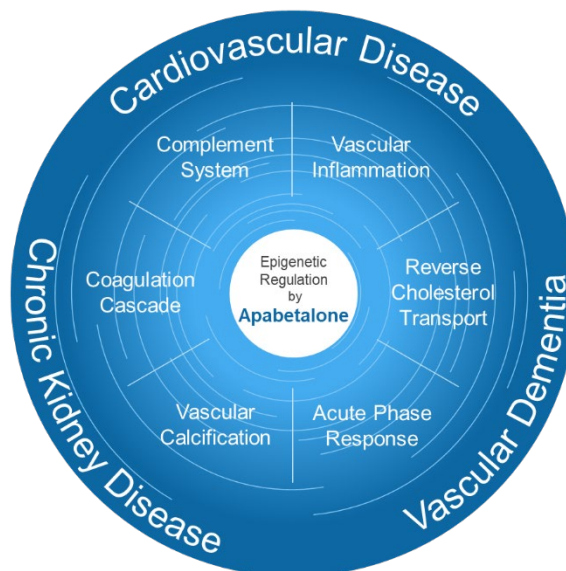 Cardiovascular Disease
Complement
System
Vascular
Inflammation
Coagulation
Cascade
Epigenetic
Regulation
by
Apabetalone
Reverse
Cholesterol
Transport
Vascular
Calcification
Acute Phase
Response
Chronic Kidney Disease
Vascular Dementia